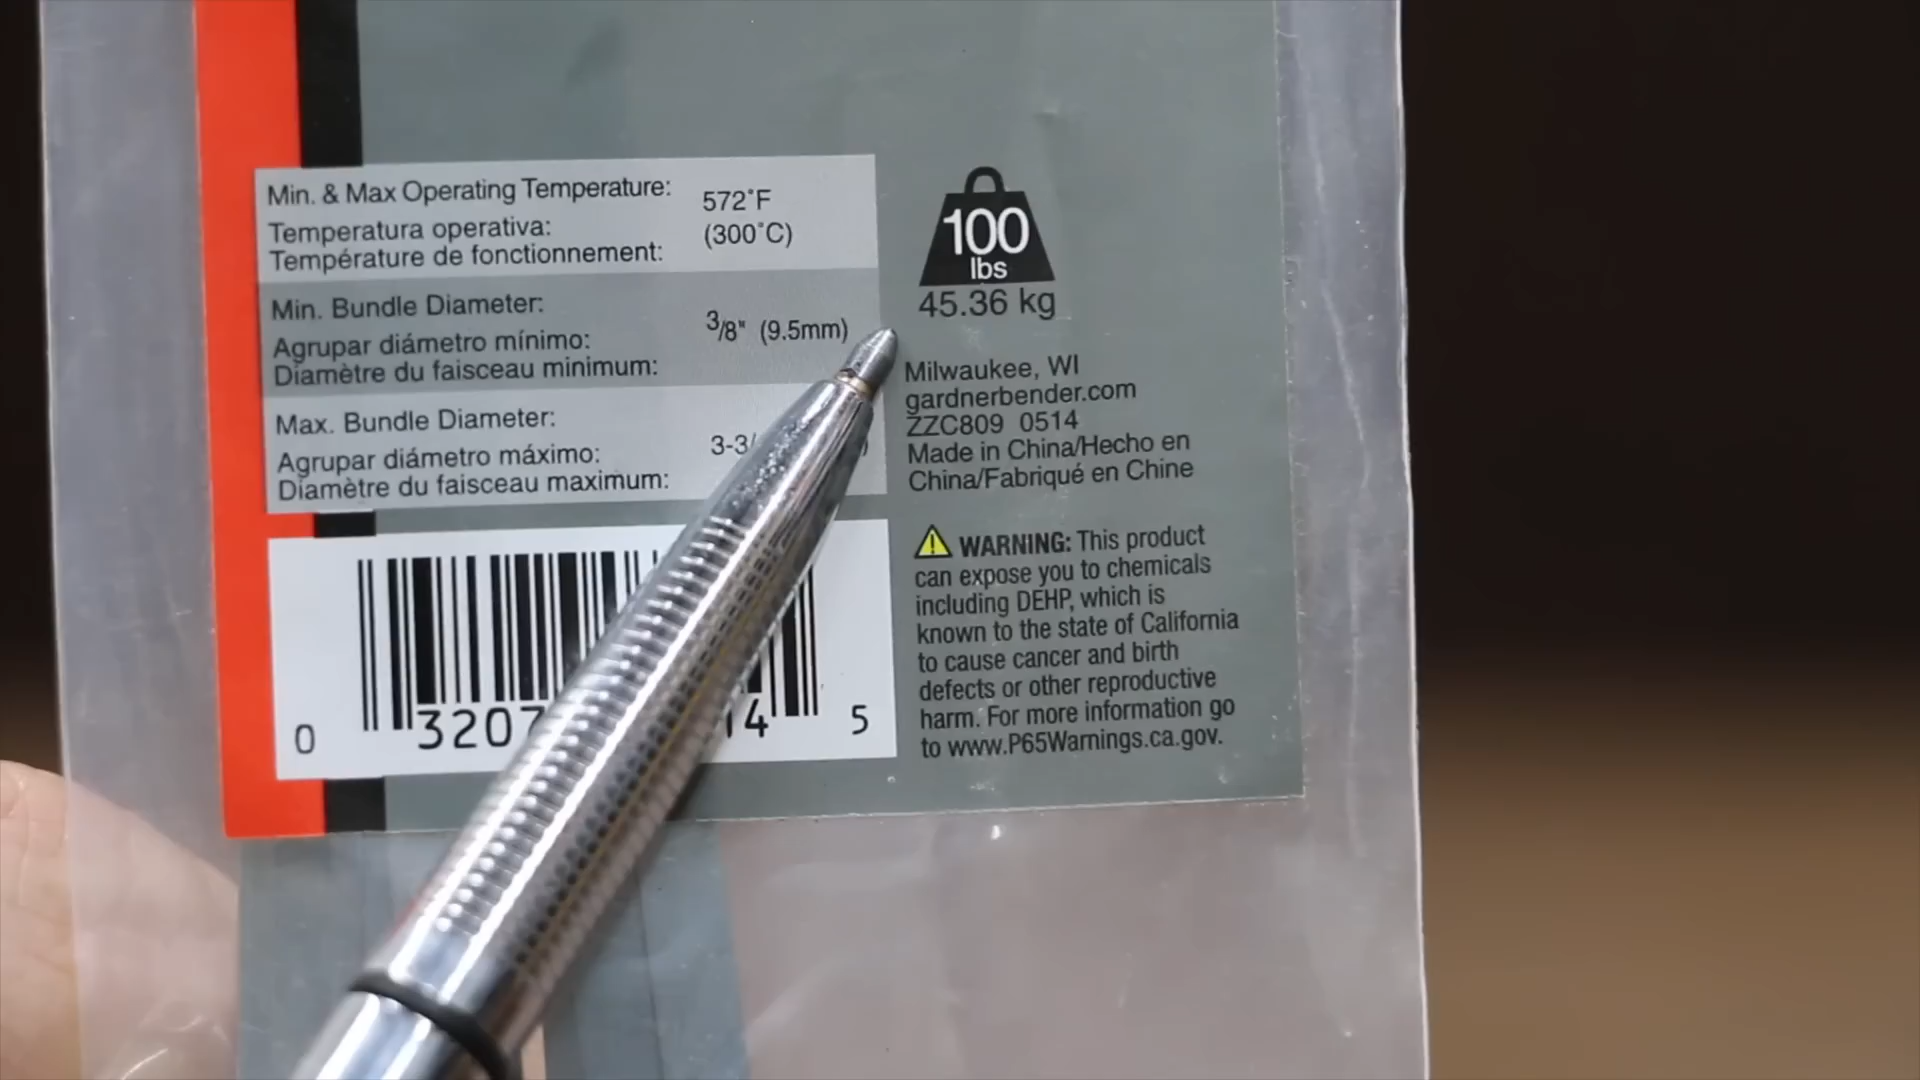 Min. & Max Operating Temperature:
Temperatura operativa:
Température de fonctionnement:
572°F
(300°C)
Min. Bundle Diameter:
Agrupar diámetro mínimo:
Diamètre du faisceau minimum:
3/8" (9.5mm)
Max. Bundle Diameter:
Agrupar diámetro máximo:
Diamètre du faisceau maximum:
100
lbs
45.36 kg
Milwaukee, WI
gardnerbender.com
ZZC809 0514
Made in China/Hecho en
China/Fabriqué en Chine
WARNING: This product
can expose you to chemicals
including DEHP, which is
known to the state of California
to cause cancer and birth
defects or other reproductive
harm. For more information go
to www.P65Warnings.ca.gov.
0 5